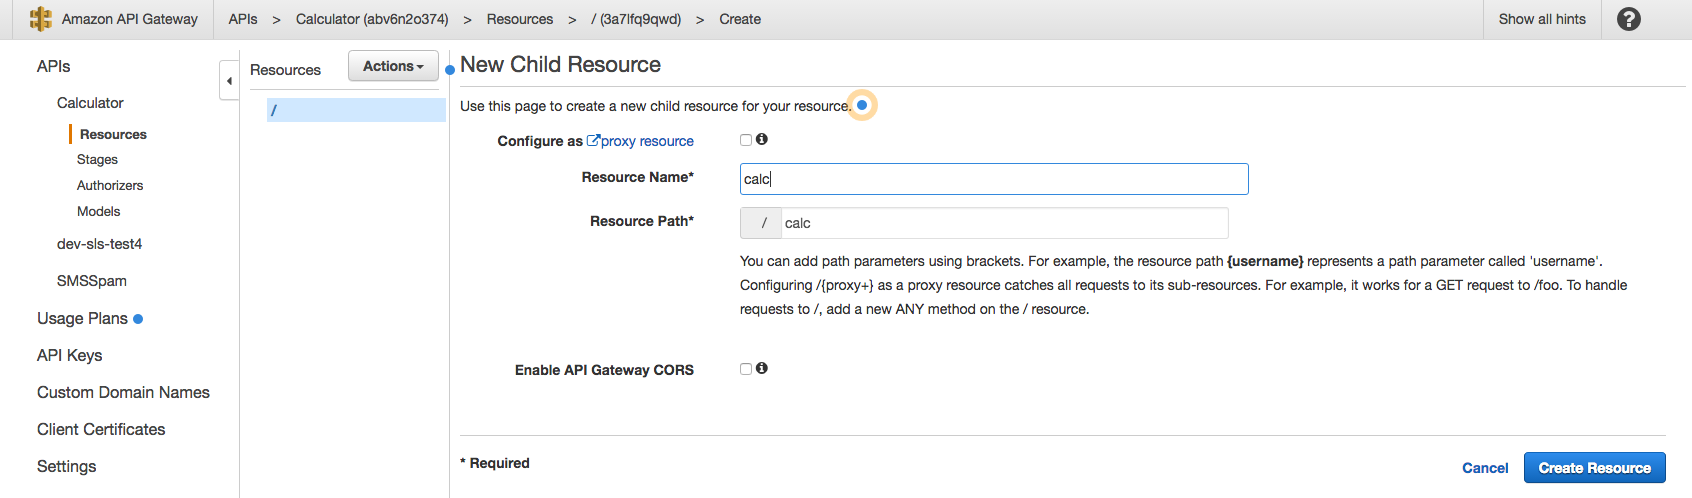 Amazon API Gateway APIs > Calculator (abv6n2o374) > Resources > / (3a7lfq9qwd) > Create Show all hints ?
APIs
Calculator
Resources
Stages
Authorizers
Models
dev-sls-test4
SMSSpam
Usage Plans
API Keys
Custom Domain Names
Client Certificates
Settings
Resources Actions
/
New Child Resource
Use this page to create a new child resource for your resource.
Configure as proxy resource
Resource Name* calc
Resource Path* / calc
You can add path parameters using brackets. For example, the resource path {username} represents a path parameter called 'username'.
Configuring /{proxy+} as a proxy resource catches all requests to its sub-resources. For example, it works for a GET request to /foo. To handle
requests to /, add a new ANY method on the / resource.
Enable API Gateway CORS
* Required
Cancel Create Resource